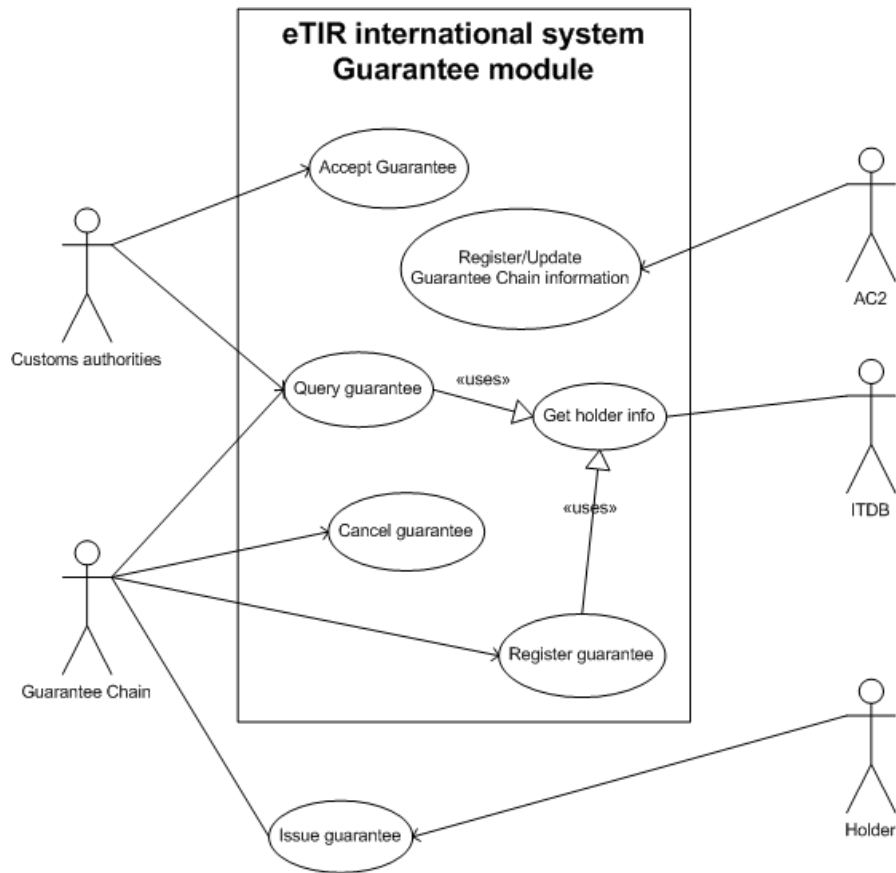 eTIR international system
Guarantee module
Accept Guarantee
Register/Update
Guarantee Chain information
AC2
Customs authorities
Query guarantee
«uses»
Get holder info
ITDB
«uses»
Cancel guarantee
Register guarantee
Guarantee Chain
Issue guarantee
Holder